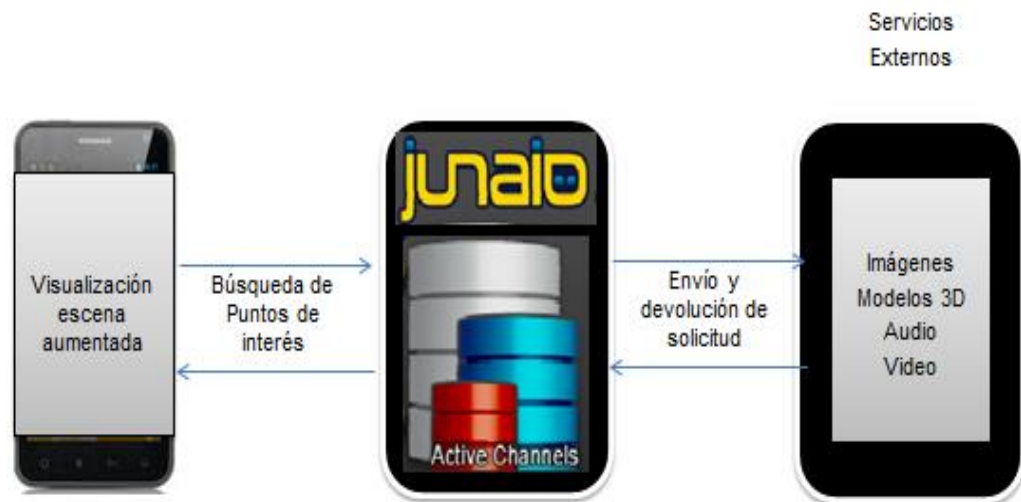 Servicios
Externos
junaio
Visualización
escena
aumentada
Búsqueda de
Puntos de
interés
Active Channels
Envío y
devolución de
solicitud
Imágenes
Modelos 3D
Audio
Video